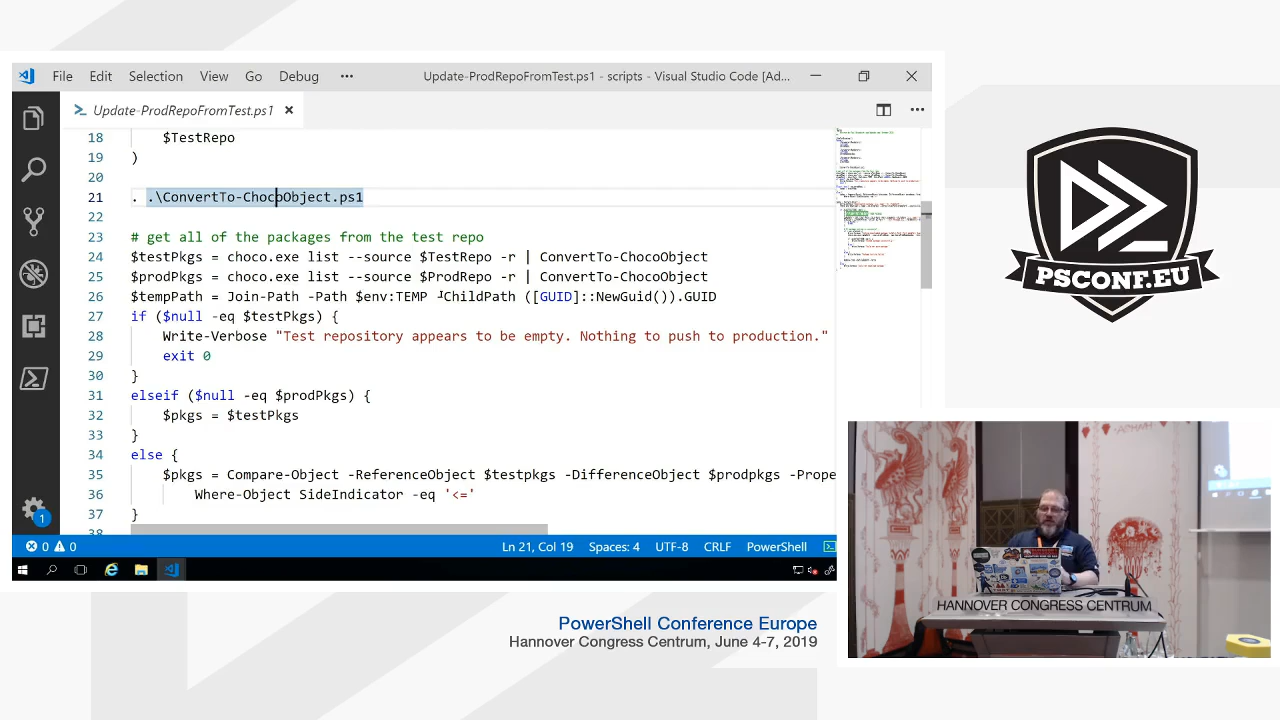 File Edit Selection View Go Debug ••• Update-ProdRepoFromTest.ps1 - scripts - Visual Studio Code [Ad...
Update-ProdRepoFromTest.ps1
18 $TestRepo
19 )
20
21 . .\ConvertTo-ChocoObject.ps1
22
23 # get all of the packages from the test repo
24 $testPkgs = choco.exe list --source $TestRepo -r | ConvertTo-ChocoObject
25 $prodPkgs = choco.exe list --source $ProdRepo -r | ConvertTo-ChocoObject
26 $tempPath = Join-Path -Path $env:TEMP -ChildPath ([GUID]::NewGuid()).GUID
27 if ($null -eq $testPkgs) {
28 Write-Verbose "Test repository appears to be empty. Nothing to push to production."
29 exit 0
30 }
31 elseif ($null -eq $prodPkgs) {
32 $pkgs = $testPkgs
33 }
34 else {
35 $pkgs = Compare-Object -ReferenceObject $testpkgs -DifferenceObject $prodpkgs -Prope
36 Where-Object SideIndicator -eq '<='
37 }
38
0 0 Ln 21, Col 19 Spaces: 4 UTF-8 CRLF PowerShell
1
PSCONF.EU
HANNOVER CONGRESS CENTRUM
PowerShell Conference Europe
Hannover Congress Centrum, June 4-7, 2019